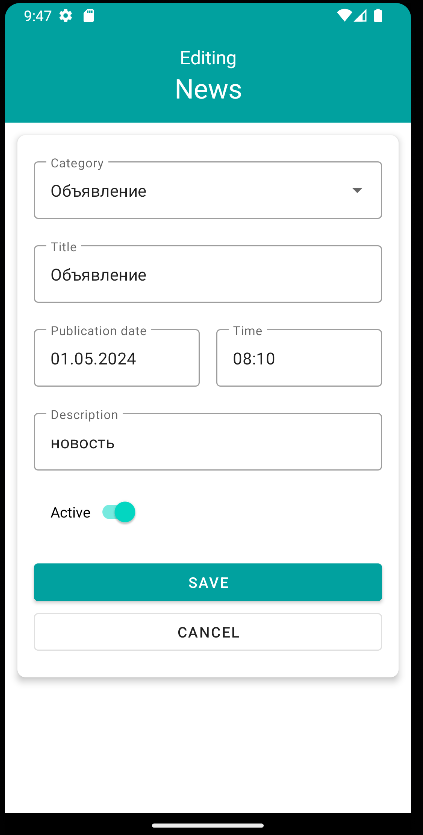 9:47
Editing
News
Category
Объявление
Title
Объявление
Publication date
Time
01.05.2024
08:10
Description
новость
Active
SAVE
CANCEL